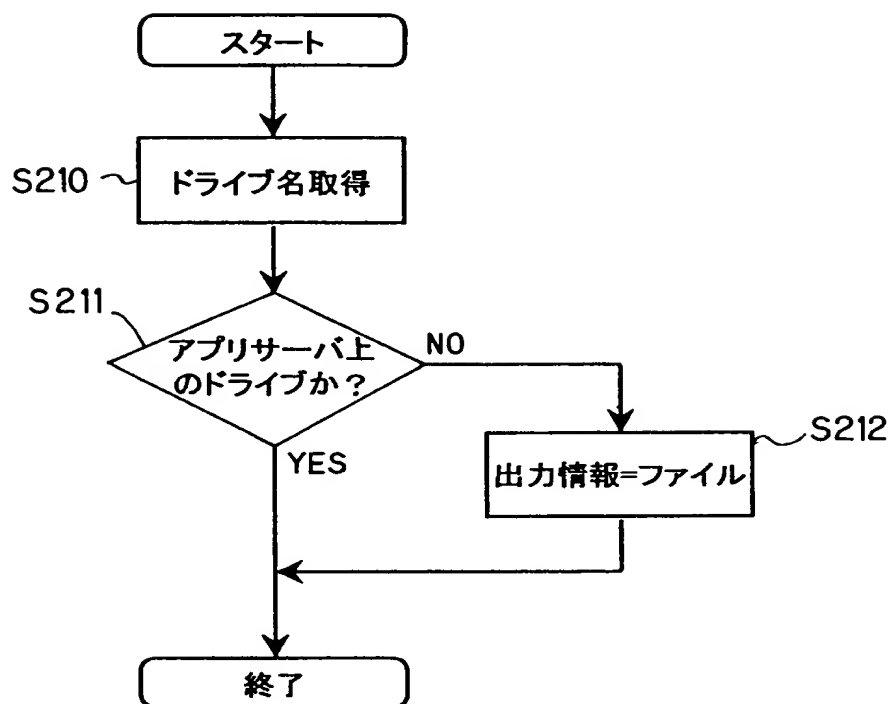 スタート
S210
ドライブ名取得
S211
アプリサーバ上
のドライブか？
NO
S212
出力情報=ファイル
YES
終了